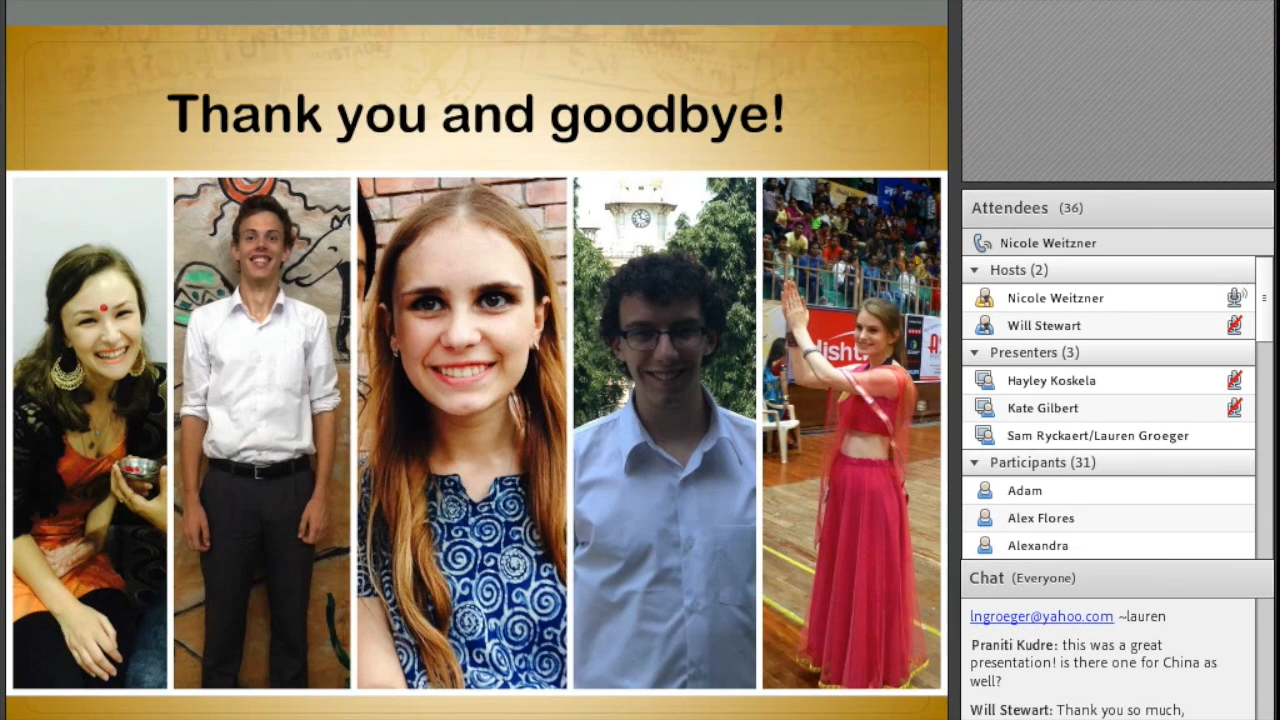 Thank you and goodbye!
disht
Attendees (36)
Nicole Weitzner
Hosts (2)
Nicole Weitzner
Will Stewart
Presenters (3)
Hayley Koskela
Kate Gilbert
Sam Ryckaert/Lauren Groeger
Participants (31)
Adam
Alex Flores
Alexandra
Chat (Everyone)
lngroeger@yahoo.com ~lauren
Praniti Kudre: this was a great
presentation! is there one for China as
well?
Will Stewart: Thank you so much,